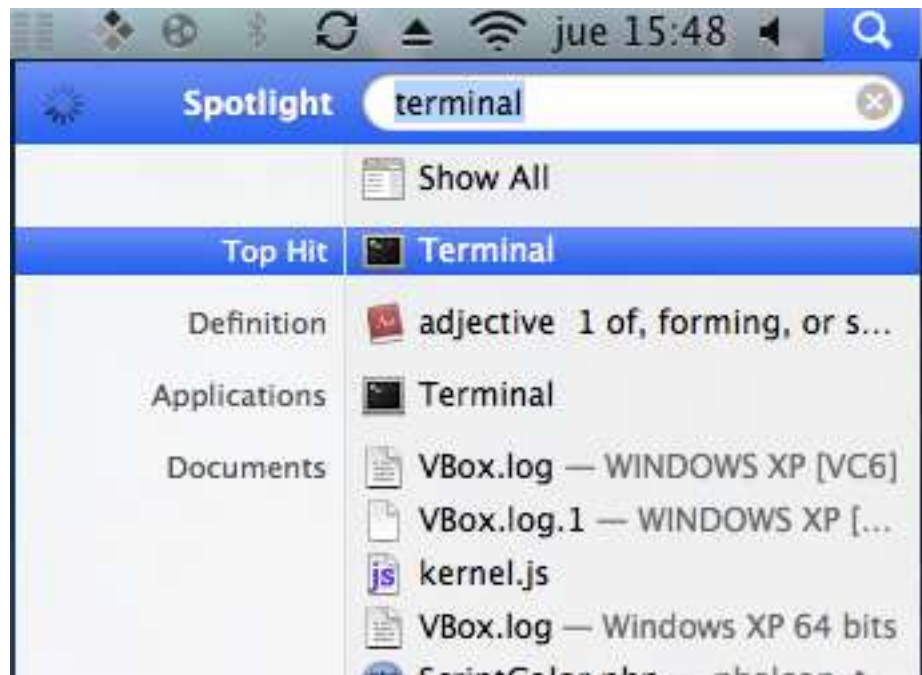 jue 15:48
Spotlight terminal
Show All
Top Hit Terminal
Definition adjective 1 of, forming, or s...
Applications Terminal
Documents VBox.log — WINDOWS XP [VC6]
VBox.log.1 — WINDOWS XP [...
js kernel.js
VBox.log — Windows XP 64 bits